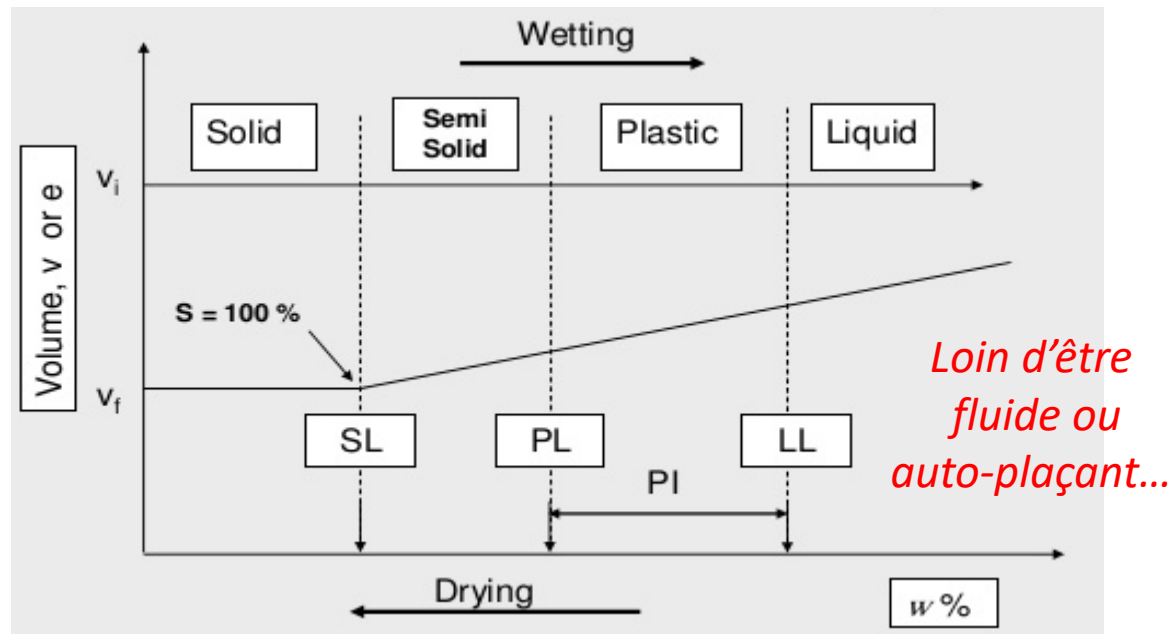 Wetting
Solid
Semi
Solid
Plastic
Liquid
vi
Volume, v or e
S = 100 %
vf
SL
PL
LL
PI
Loin d’être
fluide ou
auto-plaçant…
Drying
w %